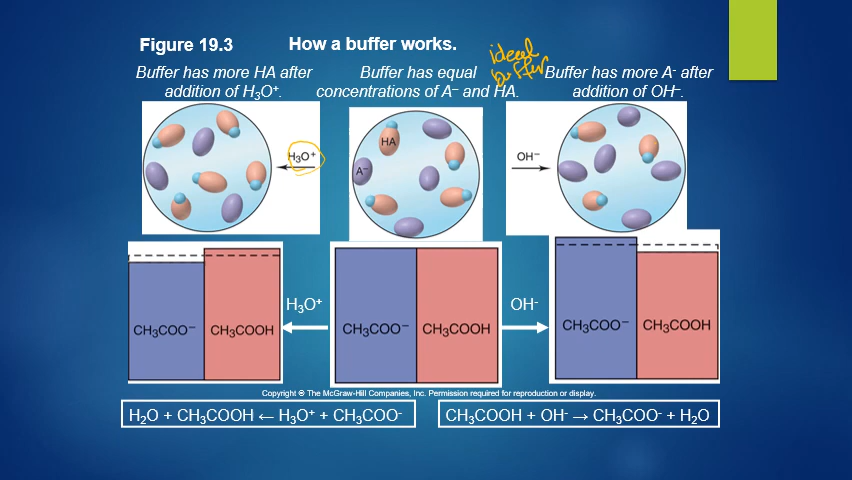 Figure 19.3
How a buffer works.
ideal
buffer
Buffer has more HA after
addition of H₃O⁺.
Buffer has equal
concentrations of A⁻ and HA.
Buffer has more A⁻ after
addition of OH⁻.
H₃O⁺
HA
A⁻
OH⁻
CH₃COO⁻
CH₃COOH
H₃O⁺
CH₃COO⁻
CH₃COOH
OH⁻
CH₃COO⁻
CH₃COOH
Copyright © The McGraw-Hill Companies, Inc. Permission required for reproduction or display.
H₂O + CH₃COOH ← H₃O⁺ + CH₃COO⁻
CH₃COOH + OH⁻ → CH₃COO⁻ + H₂O